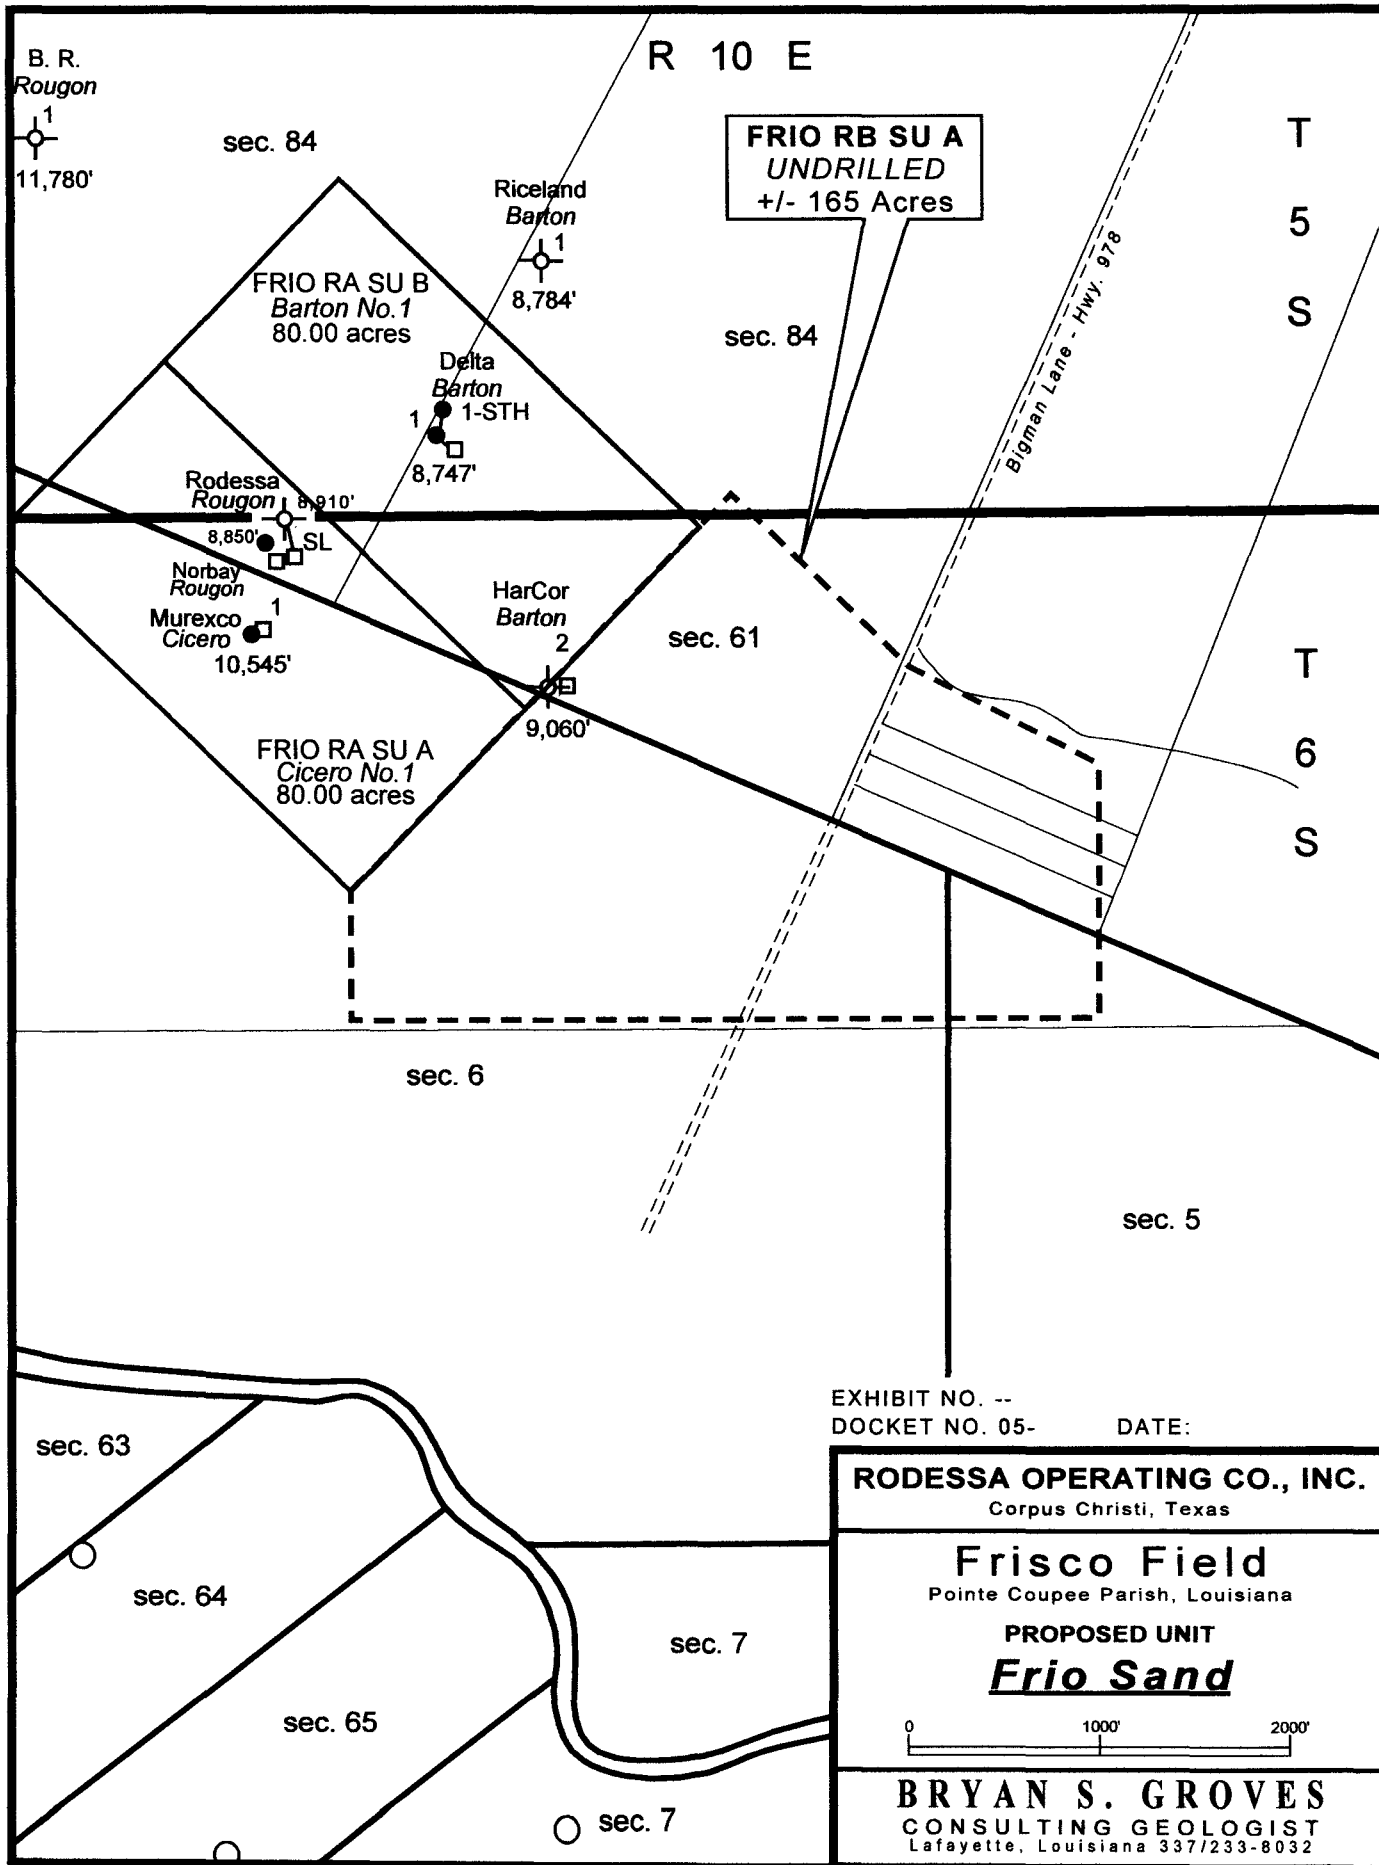 R 10 E
B. R.
Rougon
1
11,780'
sec. 84
T
5
S
FRIO RB SU A
UNDRILLED
+/- 165 Acres
Riceland
Barton
1
8,784'
Bigman Lane - Hwy. 978
FRIO RA SU B
Barton No.1
80.00 acres
sec. 84
Delta
Barton
1-STH
1
8,747'
Rodessa
Rougon
8,910'
8,850'
SL
Norbay
Rougon
1
Murexco
Cicero
10,545'
HarCor
Barton
2
9,060'
sec. 61
T
6
S
FRIO RA SU A
Cicero No.1
80.00 acres
sec. 6
sec. 5
EXHIBIT NO. --
DOCKET NO. 05- DATE:
sec. 63
sec. 64
sec. 65
sec. 7
sec. 7
RODESSA OPERATING CO., INC.
Corpus Christi, Texas
Frisco Field
Pointe Coupee Parish, Louisiana
PROPOSED UNIT
Frio Sand
0 1000' 2000'
BRYAN S. GROVES
CONSULTING GEOLOGIST
Lafayette, Louisiana 337/233-8032